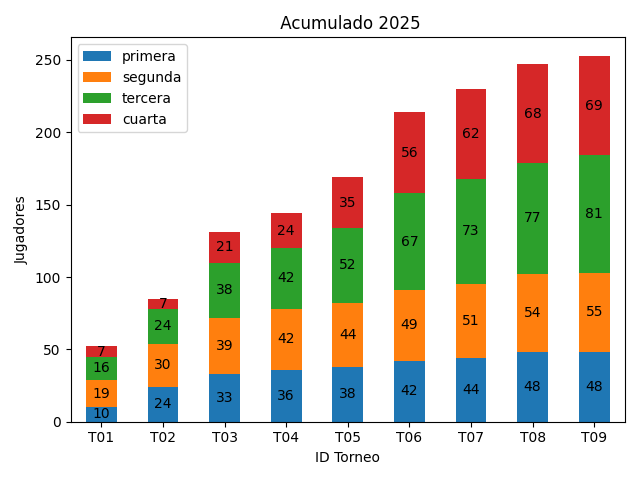 Acumulado 2025
primera
segunda
tercera
cuarta
Jugadores
250
200
150
100
50
0
7 7 21 24 35 56 62 68 69
16 24 38 42 52 67 73 77 81
19 30 39 42 44 49 51 54 55
10 24 33 36 38 42 44 48 48
T01 T02 T03 T04 T05 T06 T07 T08 T09
ID Torneo